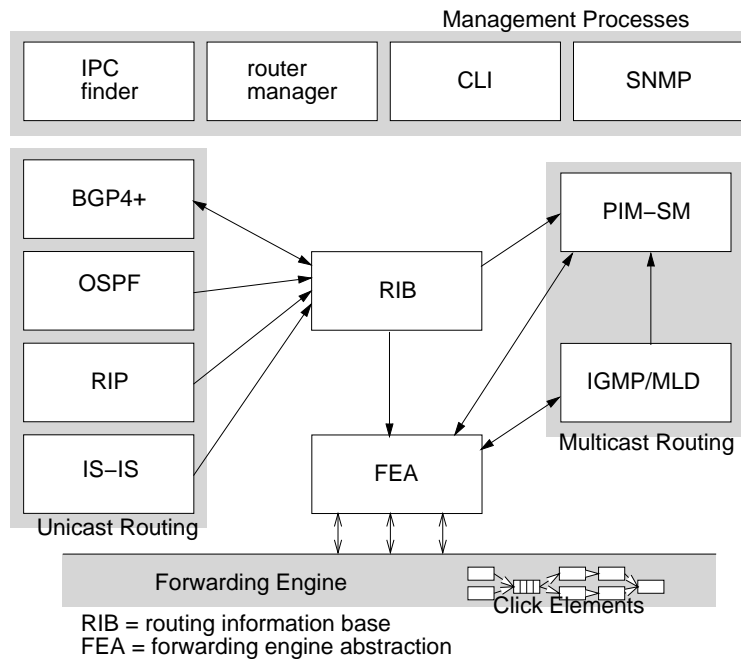 Management Processes
IPC
finder
router
manager
CLI
SNMP
BGP4+
OSPF
RIP
IS−IS
Unicast Routing
RIB
FEA
PIM−SM
IGMP/MLD
Multicast Routing
Forwarding Engine
Click Elements
RIB = routing information base
FEA = forwarding engine abstraction